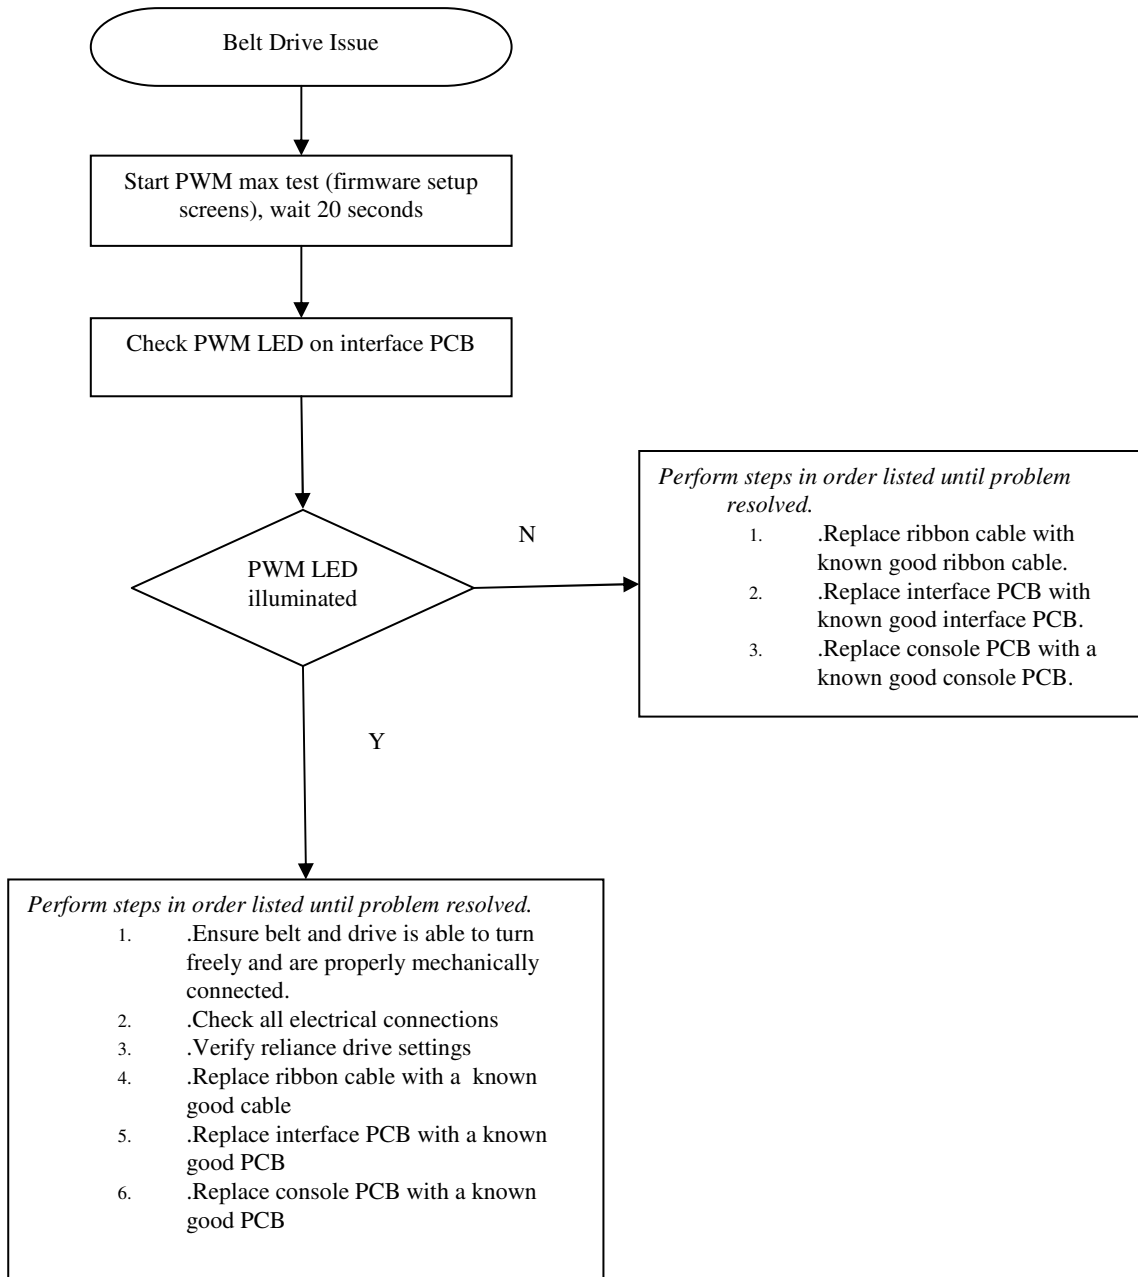 Belt Drive Issue
Start PWM max test (firmware setup
screens), wait 20 seconds
Check PWM LED on interface PCB
PWM LED
illuminated
N
Perform steps in order listed until problem
resolved.
1. .Replace ribbon cable with
known good ribbon cable.
2. .Replace interface PCB with
known good interface PCB.
3. .Replace console PCB with a
known good console PCB.
Y
Perform steps in order listed until problem resolved.
1. .Ensure belt and drive is able to turn
freely and are properly mechanically
connected.
2. .Check all electrical connections
3. .Verify reliance drive settings
4. .Replace ribbon cable with a known
good cable
5. .Replace interface PCB with a known
good PCB
6. .Replace console PCB with a known
good PCB